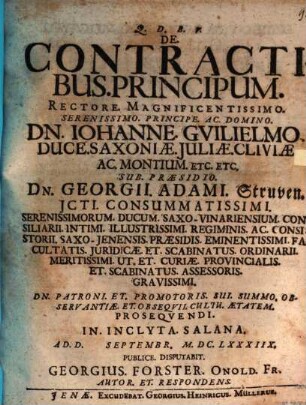 Q. D. B. V.
DE.
CONTRACTI
BUS. PRINCIPUM.
RECTORE. MAGNIFICENTISSIMO.
SERENISSIMO. PRINCIPE. AC. DOMINO.
DN. IOHANNE. GVILIELMO.
DUCE. SAXONIÆ. JULIÆ. CLIVIÆ
AC. MONTIUM. ETC. ETC.
SUB. PRÆSIDIO.
DN. GEORGII. ADAMI. Struven.
JCTI. CONSUMMATISSIMI.
SERENISSIMORUM. DUCUM. SAXO-VINARIENSIUM. CON
SILIARII. INTIMI. ILLUSTRISSIMI. REGIMINIS. AC. CONSI
STORII. SAXO-JENENSIS. PRÆSIDIS. EMINENTISSIMI. FA
CULTATIS. JURIDICÆ. ET. SCABINATUS. ORDINARII.
MERITISSIMI. UT. ET. CURIÆ. PROVINCIALIS.
ET. SCABINATUS. ASSESSORIS.
GRAVISSIMI.
DN. PATRONI. ET. PROMOTORIS. SUI. SUMMO, OB-
SERVANTIÆ. ET. OBSEQVII. CULTU. ÆTATEM.
PROSEQVENDI.
IN. INCLYTA. SALANA.
A. D. D. SEPTEMBR. M. DC. LXXXIIX,
PUBLICE. DISPUTABIT.
GEORGIUS. FORSTER. ONOLD. FR.
AUTOR. ET. RESPONDENS.
JENÆ. EXCUDEBAT. GEORGIUS. HEINRICUS. MÜLLERUS.